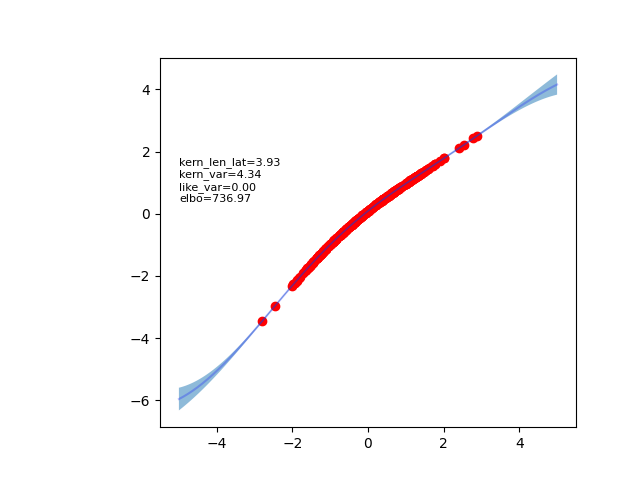 4
2
0
−2
−4
−6
kern_len_lat=3.93
kern_var=4.34
like_var=0.00
elbo=736.97
−4 −2 0 2 4